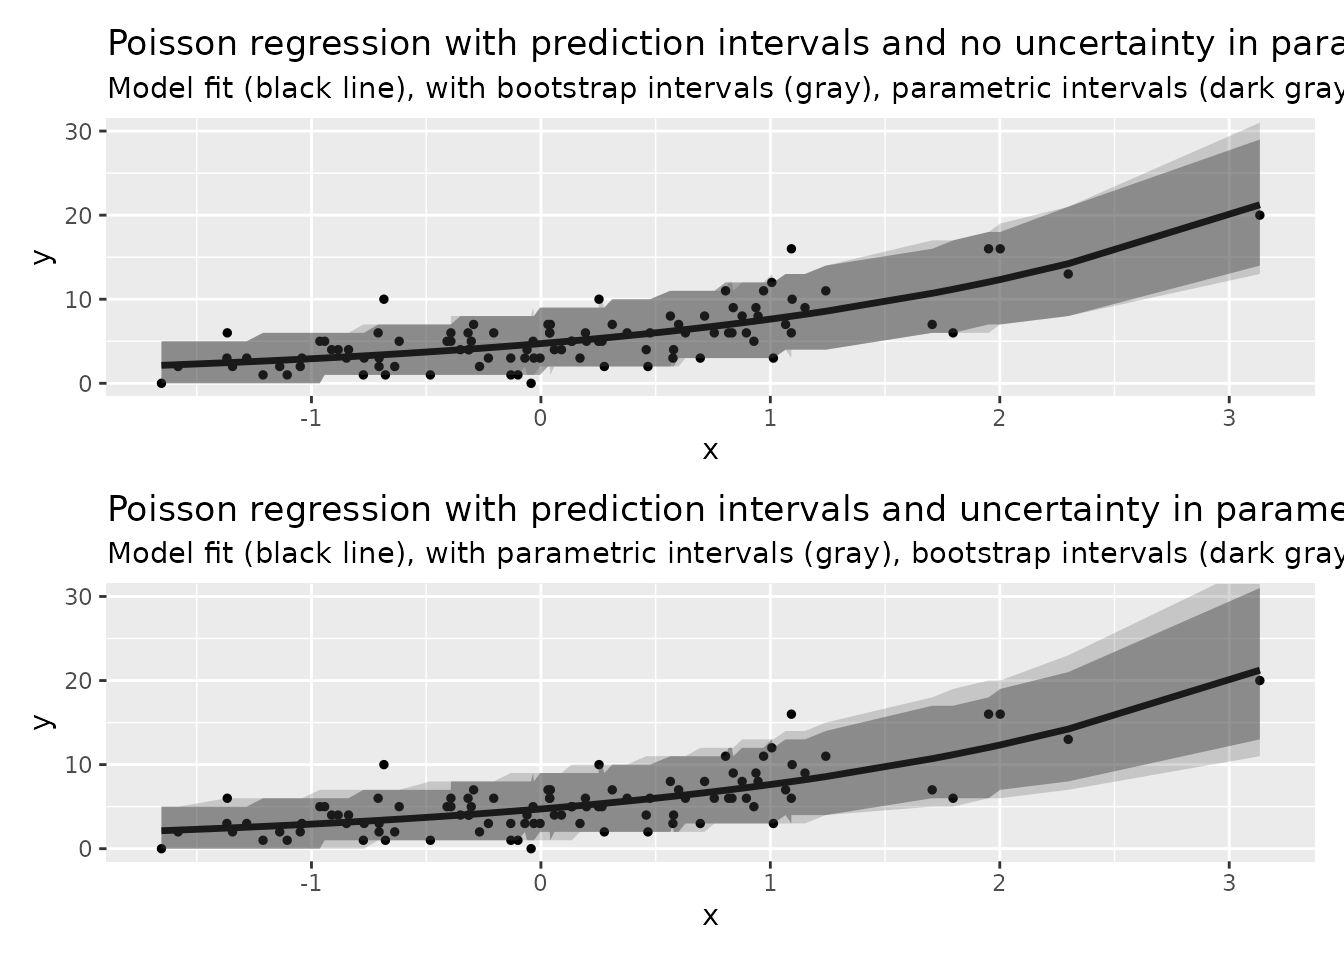 Poisson regression with prediction intervals and no uncertainty in para
Model fit (black line), with bootstrap intervals (gray), parametric intervals (dark gray
30
20
10
0
y
-1 0 1 2 3
x
Poisson regression with prediction intervals and uncertainty in parame
Model fit (black line), with parametric intervals (gray), bootstrap intervals (dark gray
30
20
10
0
y
-1 0 1 2 3
x